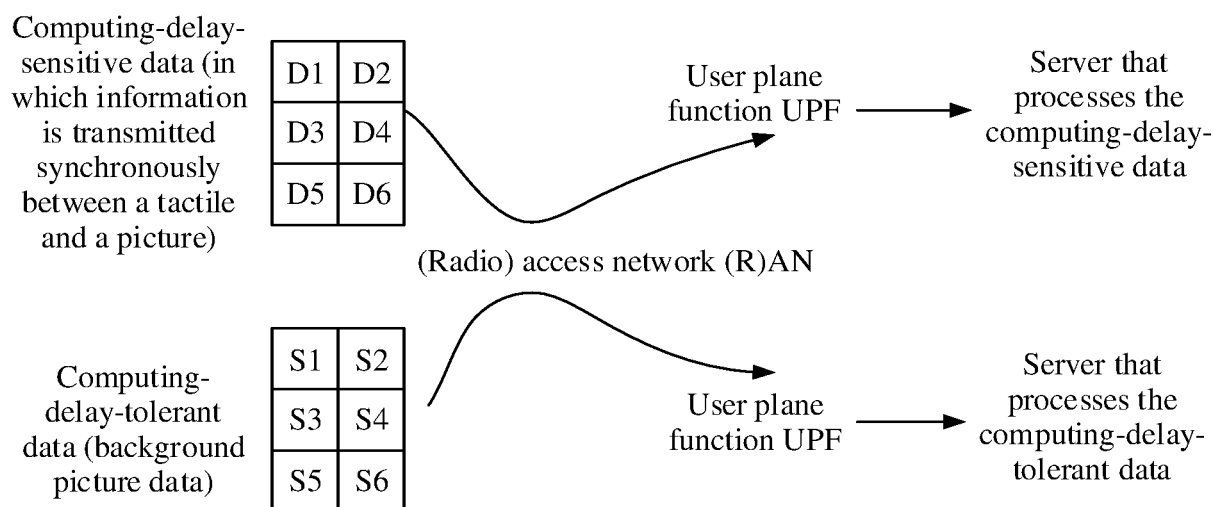 Computing-delay-
sensitive data (in
which information
is transmitted
synchronously
between a tactile
and a picture)
D1 D2
D3 D4
D5 D6
User plane
function UPF
Server that
processes the
computing-delay-
sensitive data
(Radio) access network (R)AN
Computing-
delay-tolerant
data (background
picture data)
S1 S2
S3 S4
S5 S6
User plane
function UPF
Server that
processes the
computing-delay-
tolerant data